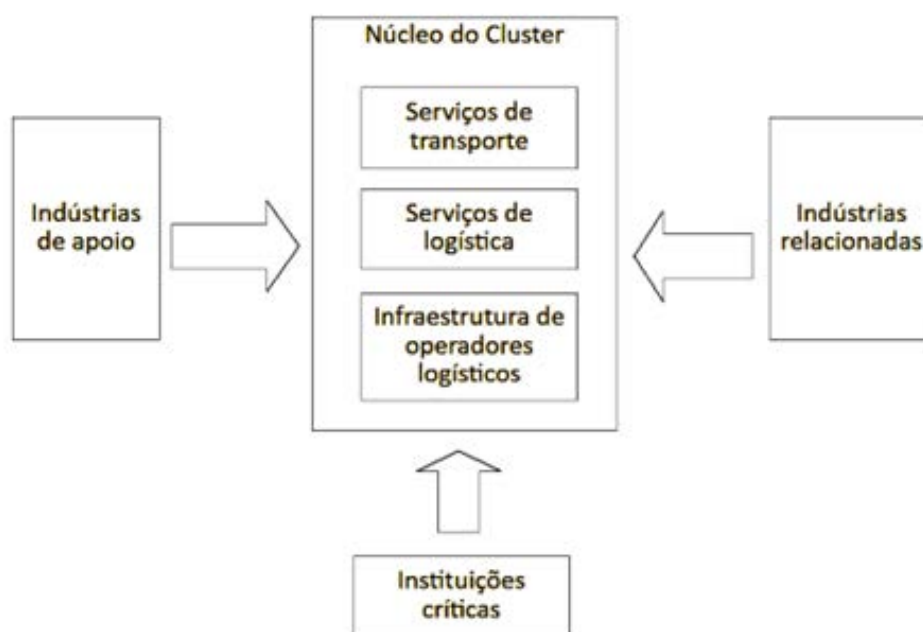 Núcleo do Cluster
Serviços de
transporte
Serviços de
logística
Infraestrutura de
operadores
logísticos
Indústrias
de apoio
Indústrias
relacionadas
Instituições
críticas